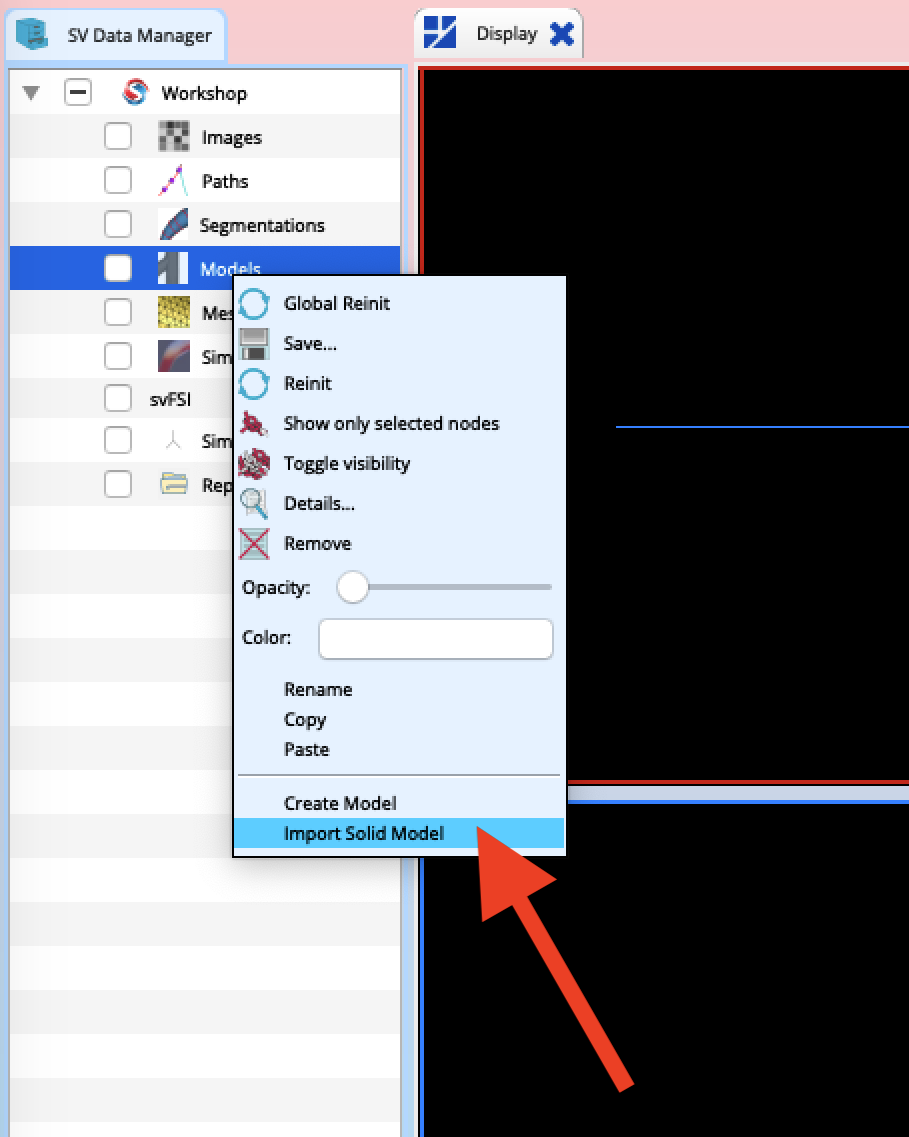 SV Data Manager
Display
Workshop
Images
Paths
Segmentations
Models
Mes
Sim
svFSI
Sim
Rep
Global Reinit
Save...
Reinit
Show only selected nodes
Toggle visibility
Details...
Remove
Opacity:
Color:
Rename
Copy
Paste
Create Model
Import Solid Model